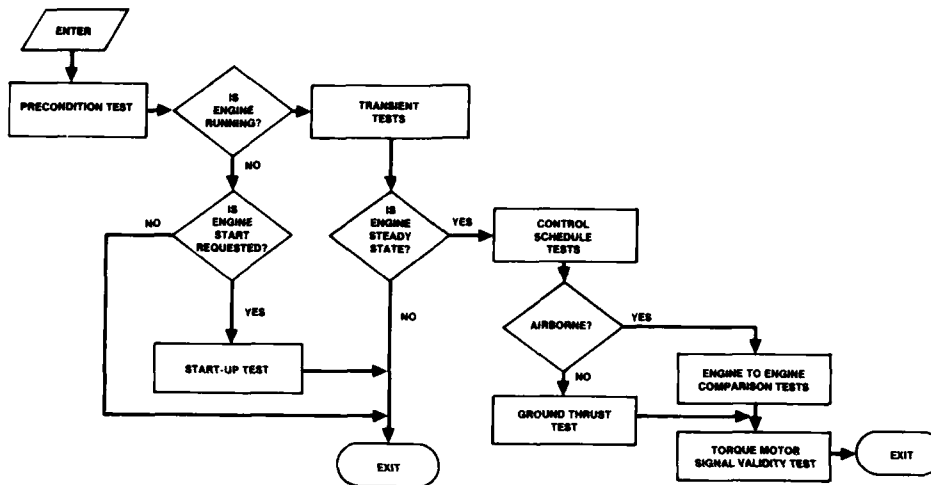 ENTER
PRECONDITION TEST
IS
ENGINE
RUNNING?
TRANSIENT
TESTS
NO
IS
ENGINE
START
REQUESTED?
NO
YES
START-UP TEST
IS
ENGINE
STEADY
STATE?
YES
NO
CONTROL
SCHEDULE
TESTS
AIRBORNE?
YES
NO
ENGINE TO ENGINE
COMPARISON TESTS
GROUND THRUST
TEST
TORQUE MOTOR
SIGNAL VALIDITY TEST
EXIT
EXIT